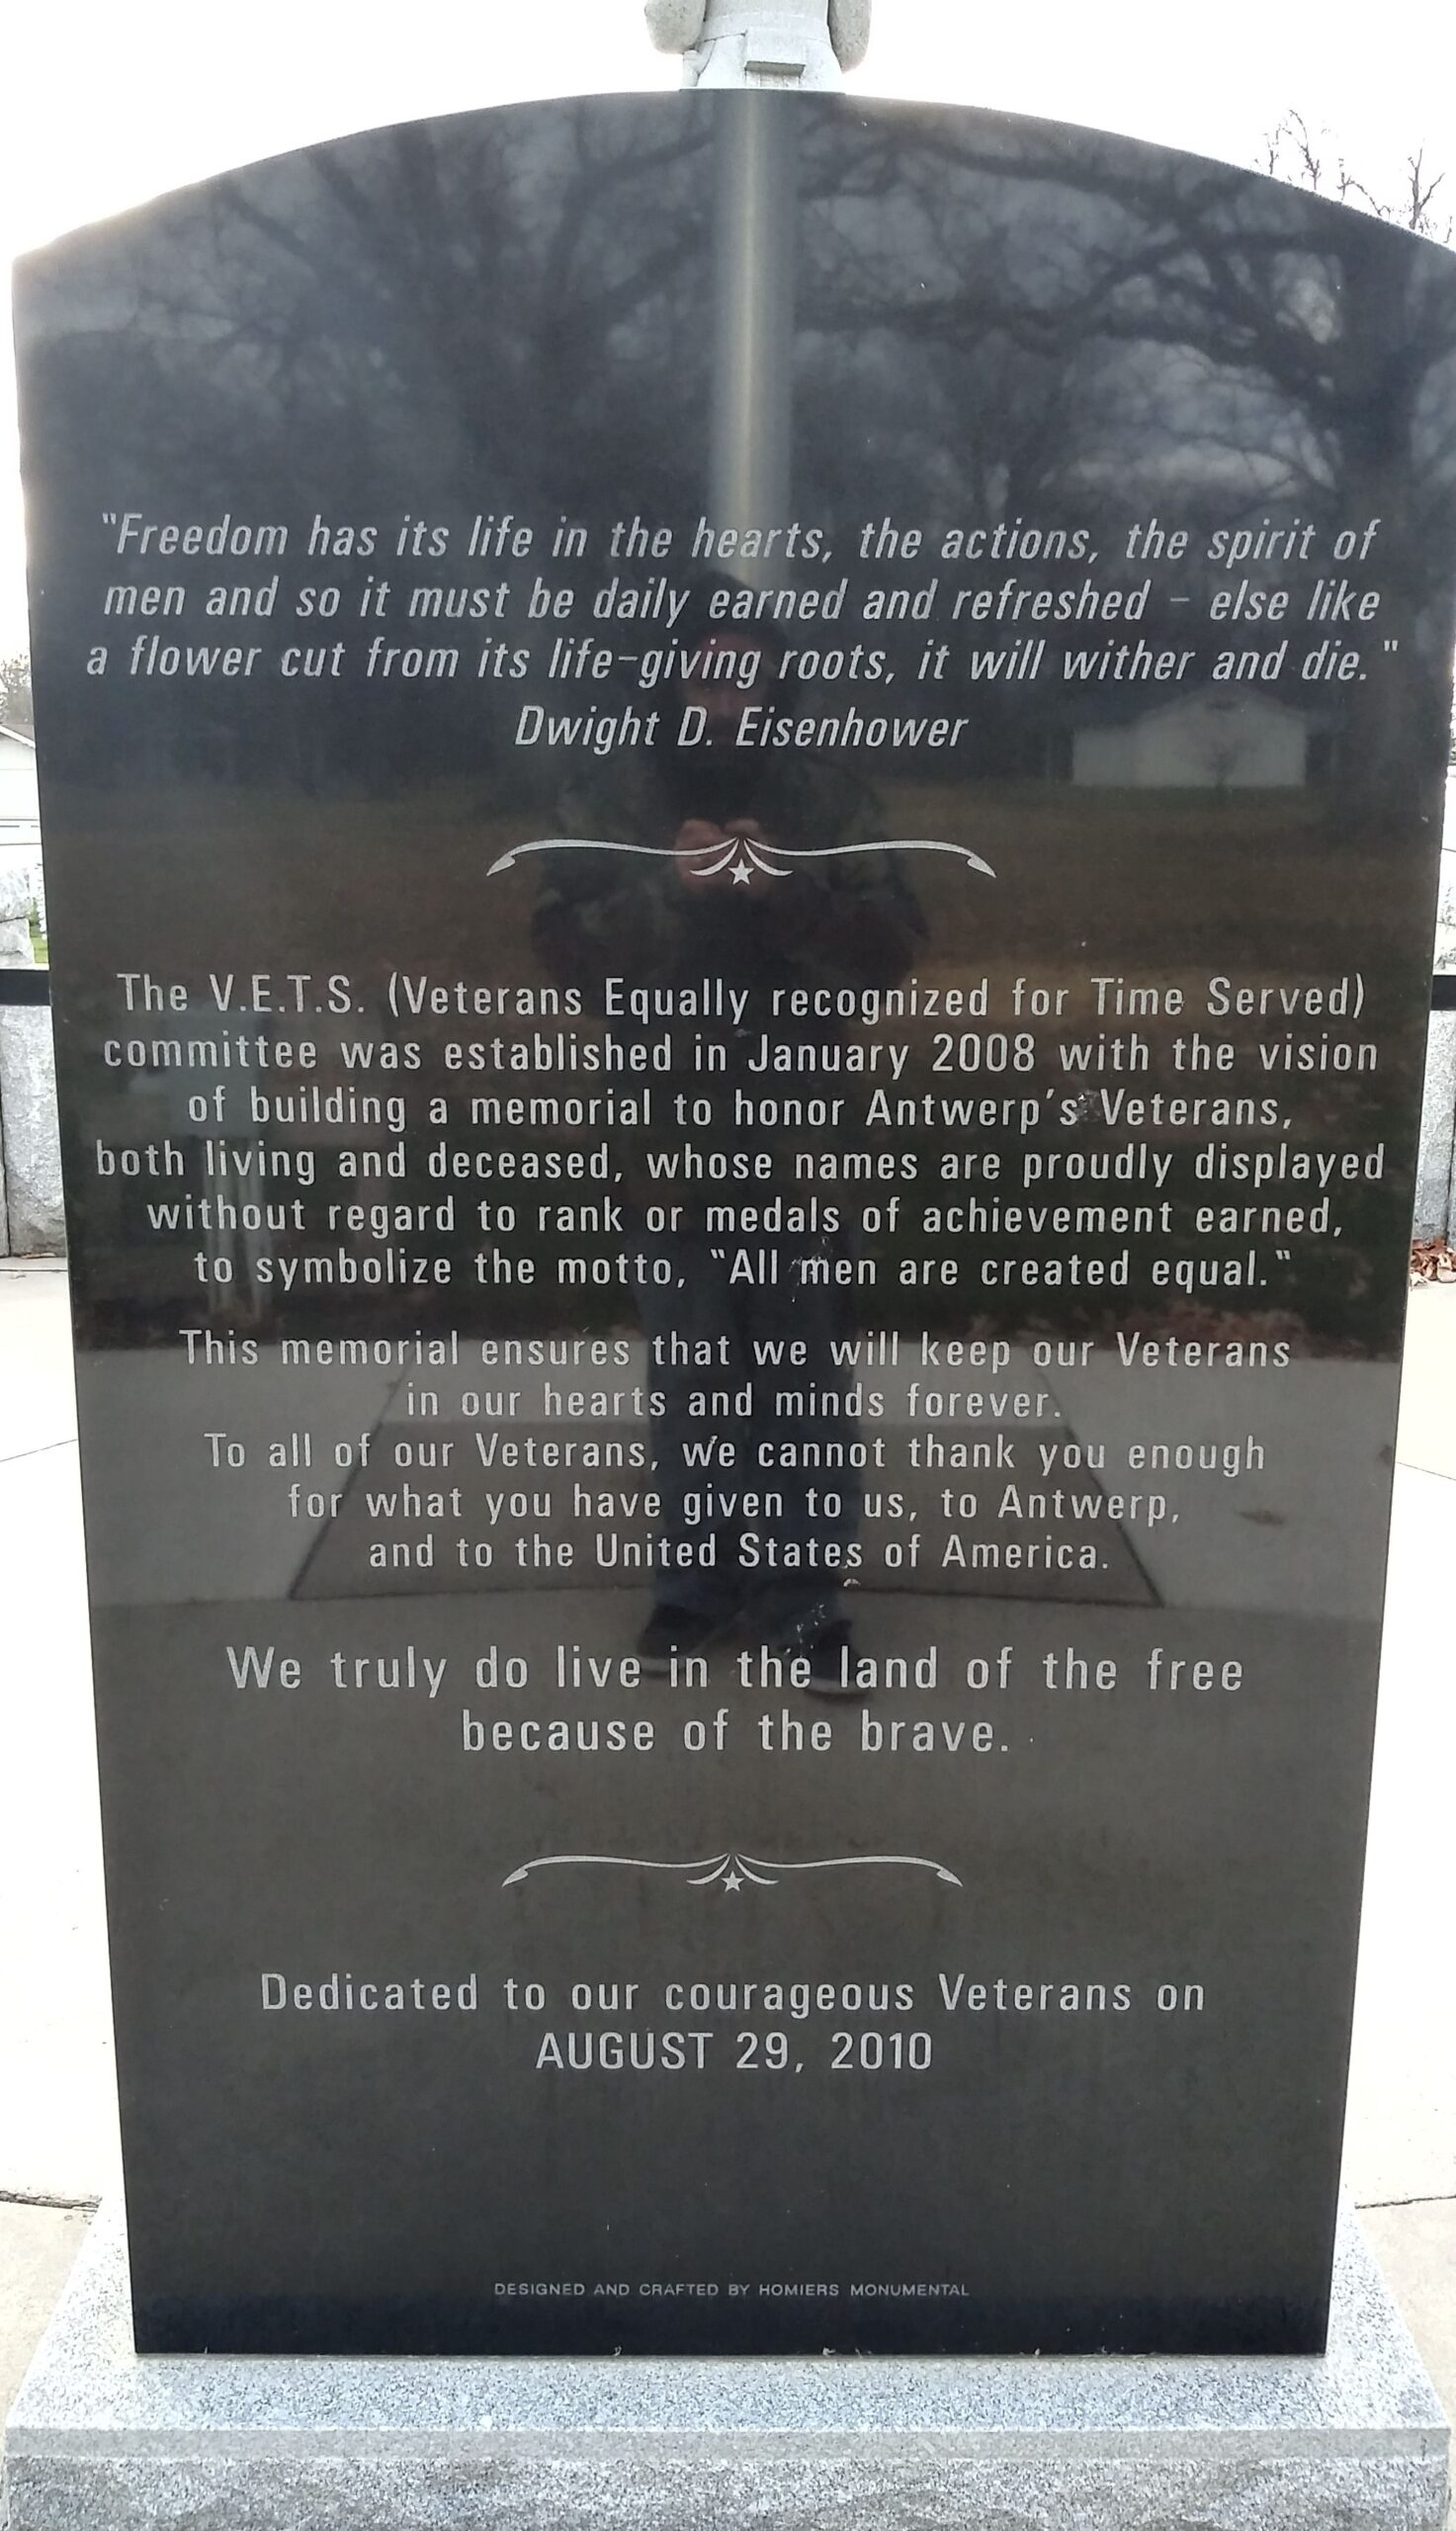 "Freedom has its life in the hearts, the actions, the spirit of
men and so it must be daily earned and refreshed - else like
a flower cut from its life-giving roots, it will wither and die."
Dwight D. Eisenhower
The V.E.T.S. (Veterans Equally recognized for Time Served)
committee was established in January 2008 with the vision
of building a memorial to honor Antwerp's Veterans,
both living and deceased, whose names are proudly displayed
without regard to rank or medals of achievement earned,
to symbolize the motto, "All men are created equal."
This memorial ensures that we will keep our Veterans
in our hearts and minds forever.
To all of our Veterans, we cannot thank you enough
for what you have given to us, to Antwerp,
and to the United States of America.
We truly do live in the land of the free
because of the brave.
Dedicated to our courageous Veterans on
AUGUST 29, 2010
DESIGNED AND CRAFTED BY HOMIERS MONUMENTAL